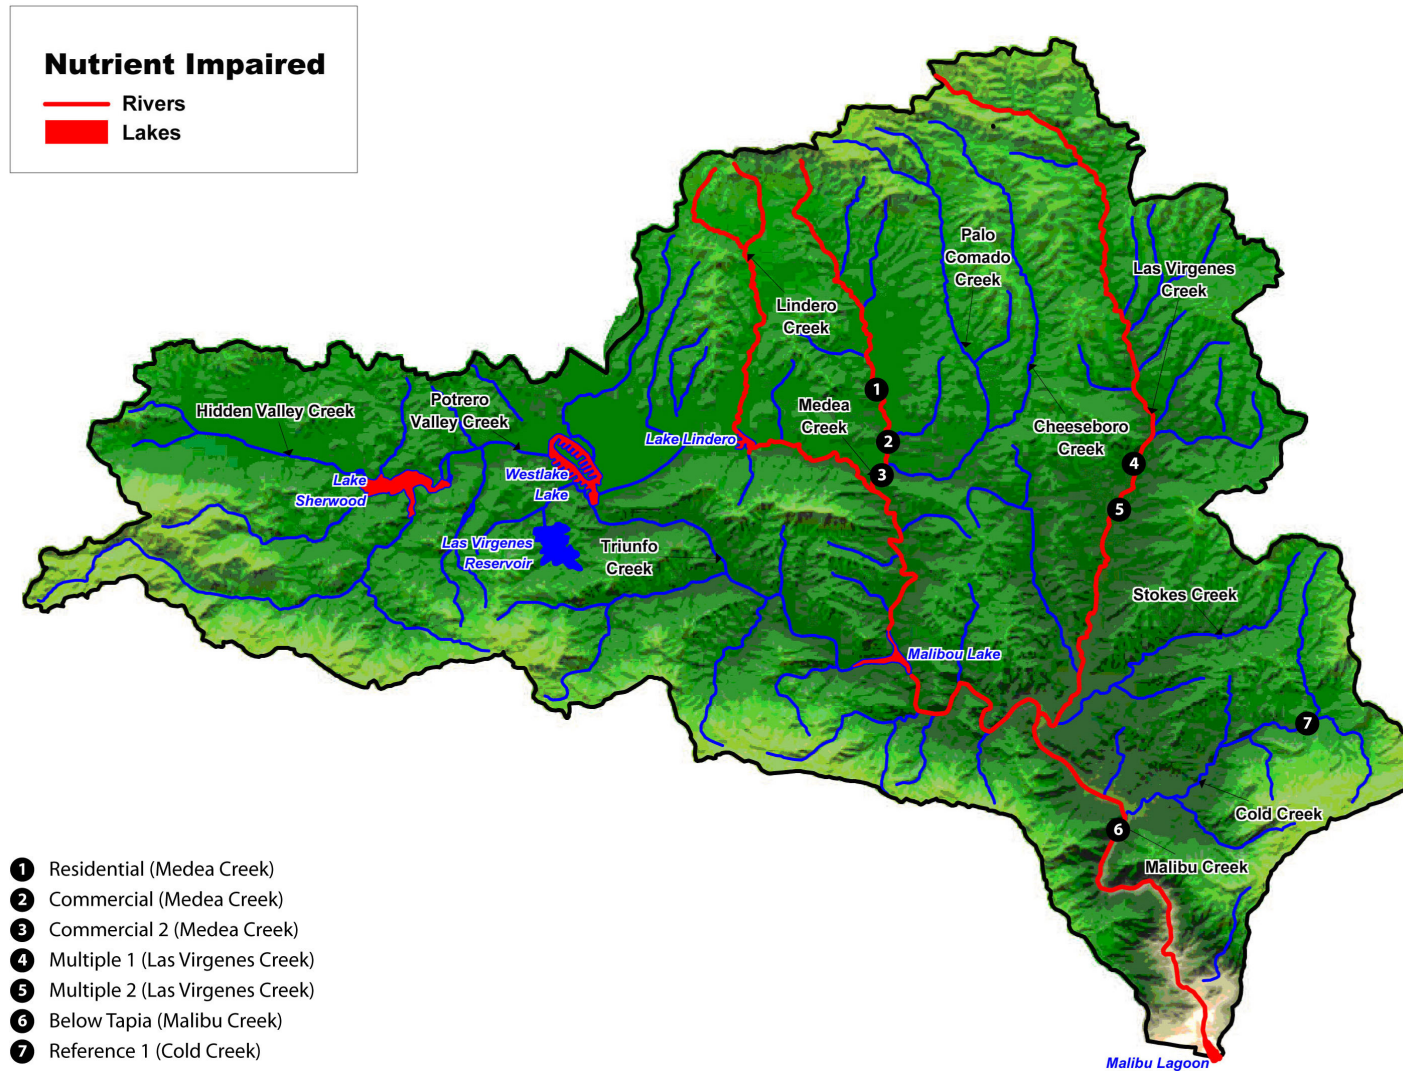 Nutrient Impaired
Rivers
Lakes
Palo
Comado
Creek
Las Virgenes
Creek
Lindero
Creek
Hidden Valley Creek
Potrero
Valley Creek
Medea
Creek
Cheeseboro
Creek
Lake Lindero
Lake
Sherwood
Westlake
Lake
Las Virgenes
Reservoir
Triunfo
Creek
Stokes Creek
Malibou Lake
Cold Creek
Malibu Creek
Malibu Lagoon
1
2
3
4
5
6
7
1 Residential (Medea Creek)
2 Commercial (Medea Creek)
3 Commercial 2 (Medea Creek)
4 Multiple 1 (Las Virgenes Creek)
5 Multiple 2 (Las Virgenes Creek)
6 Below Tapia (Malibu Creek)
7 Reference 1 (Cold Creek)